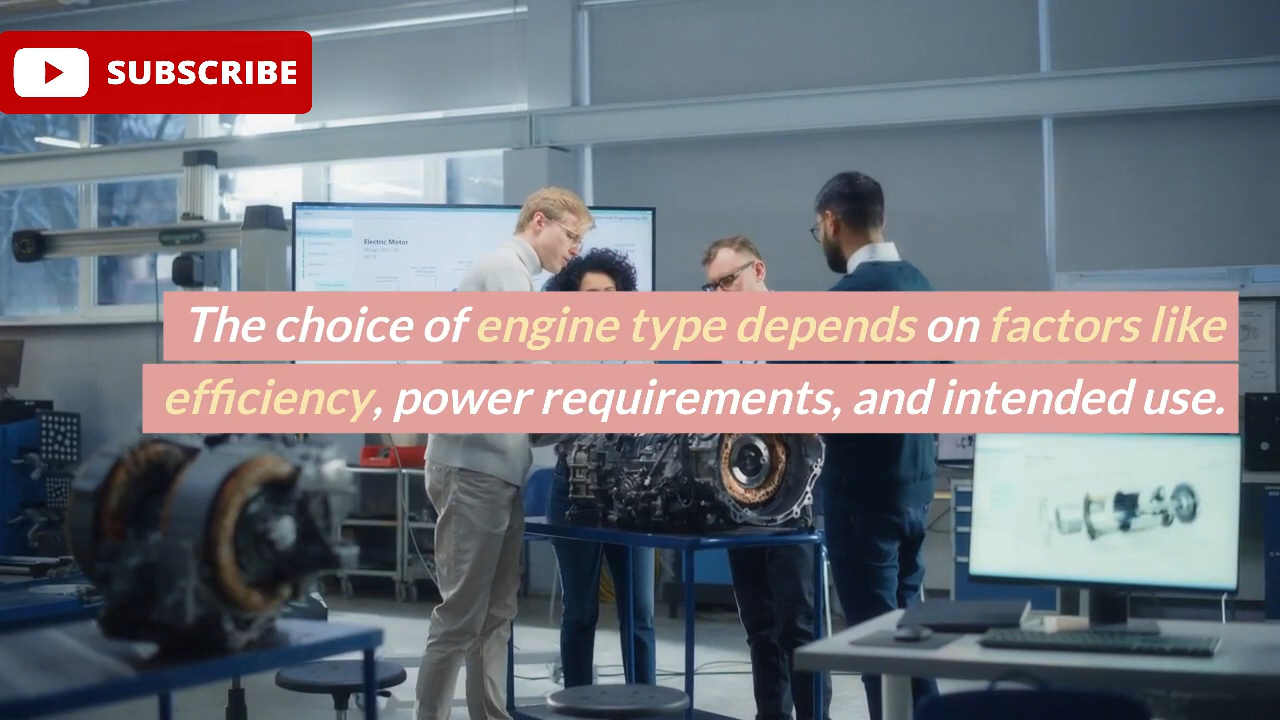 SUBSCRIBE
Electric Motor
The choice of engine type depends on factors like
efficiency, power requirements, and intended use.